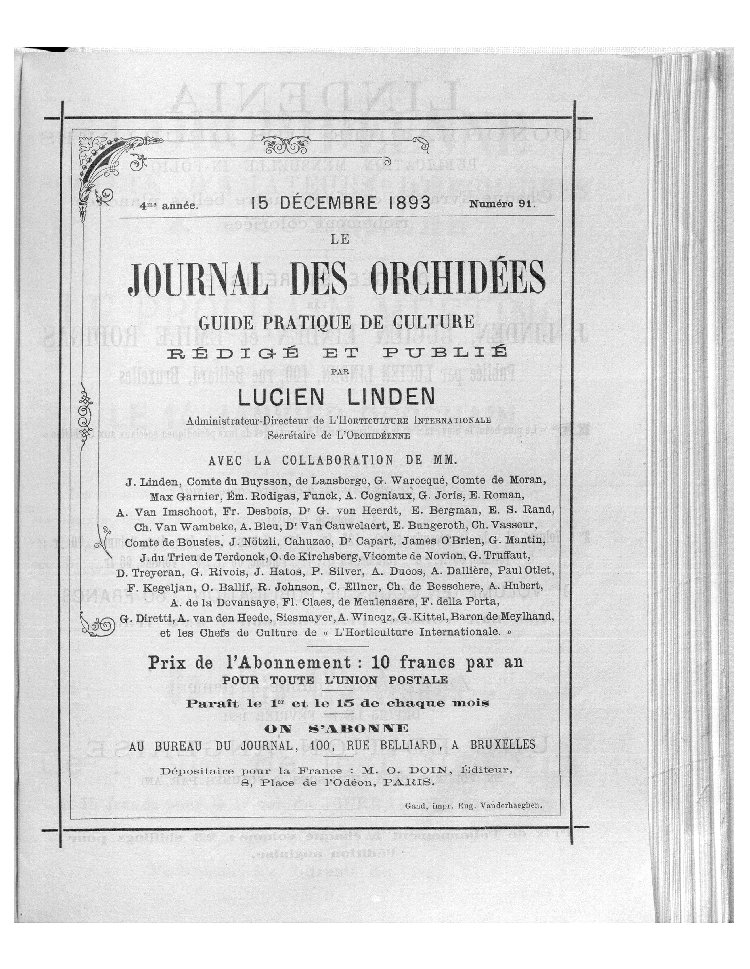 4me année. 15 DÉCEMBRE 1893 Numéro 91.
LE
JOURNAL DES ORCHIDÉES
GUIDE PRATIQUE DE CULTURE
RÉDIGÉ ET PUBLIÉ
PAR
LUCIEN LINDEN
Administrateur-Directeur de L'HORTICULTURE INTERNATIONALE
Secrétaire de L'ORCHIDÉENNE
AVEC LA COLLABORATION DE MM.
J. Linden, Comte du Buysson, de Lansberge, G. Warocqué, Comte de Moran,
Max Garnier, Ém. Rodigas, Funck, A. Cogniaux, G. Joris, E. Roman,
A. Van Imschoot, Fr. Desbois, Dr G. von Heerdt, E. Bergman, E. S. Rand,
Ch. Van Wambeke, A. Bleu, Dr Van Cauwelaert, E. Bungeroth, Ch. Vasseur,
Comte de Bousies, J. Nötzli, Cahuzac, Dr Capart, James O'Brien, G. Mantin,
J. du Trieu de Terdonck, O. de Kirchsberg, Vicomte de Novion, G. Truffaut,
D. Treyeran, G. Rivois, J. Hatos, P. Silver, A. Ducos, A. Dallière, Paul Otlet,
F. Kegeljan, O. Ballif, R. Johnson, C. Ellner, Ch. de Bosschere, A. Hubert,
A. de la Devansaye, Fl. Claes, de Meulenaere, F. della Porta,
G. Diretti, A. van den Heede, Siesmayer, A. Wincqz, G. Kittel, Baron de Meylhand,
et les Chefs de Culture de « L'Horticulture Internationale. »
Prix de l'Abonnement : 10 francs par an
POUR TOUTE L'UNION POSTALE
Paraît le 1er et le 15 de chaque mois
ON S'ABONNE
AU BUREAU DU JOURNAL, 100, RUE BELLIARD, A BRUXELLES
Dépositaire pour la France : M. O. DOIN, Éditeur,
8, Place de l'Odéon, PARIS.
Gand, impr. Eug. Vanderhaeghen.